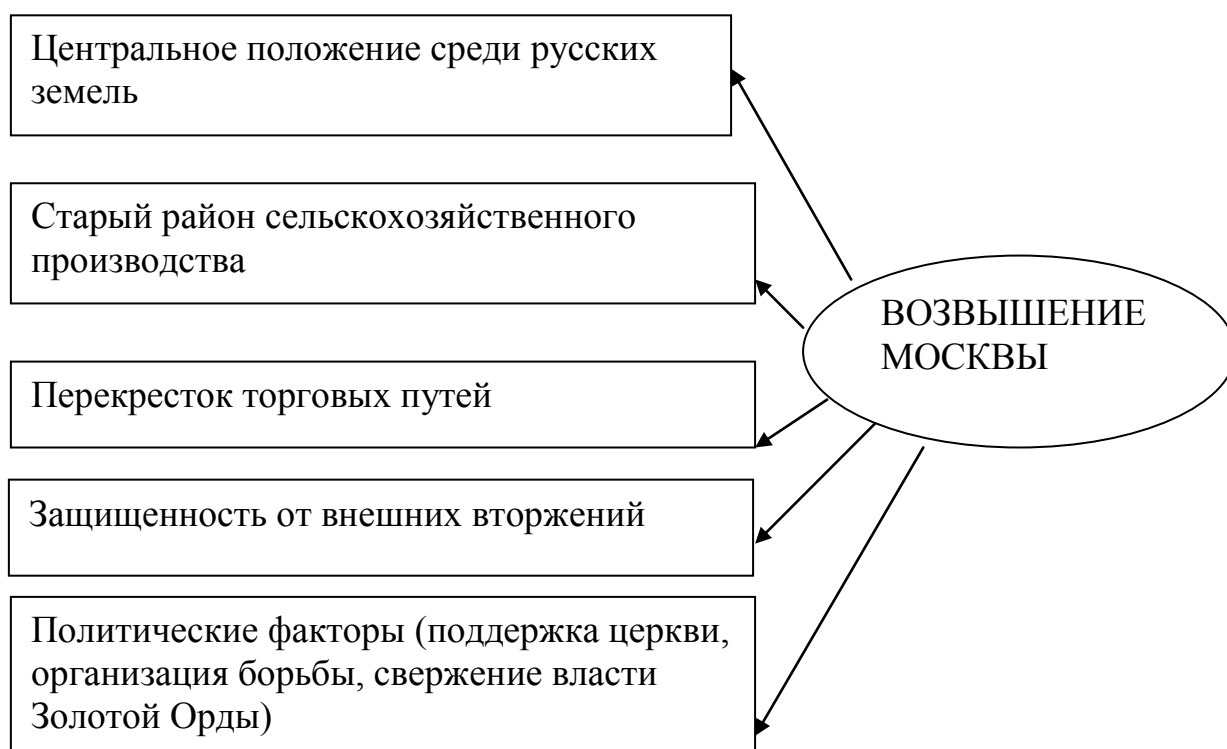 Центральное положение среди русских
земель
Старый район сельскохозяйственного
производства
ВОЗВЫШЕНИЕ
МОСКВЫ
Перекресток торговых путей
Защищенность от внешних вторжений
Политические факторы (поддержка церкви,
организация борьбы, свержение власти
Золотой Орды)